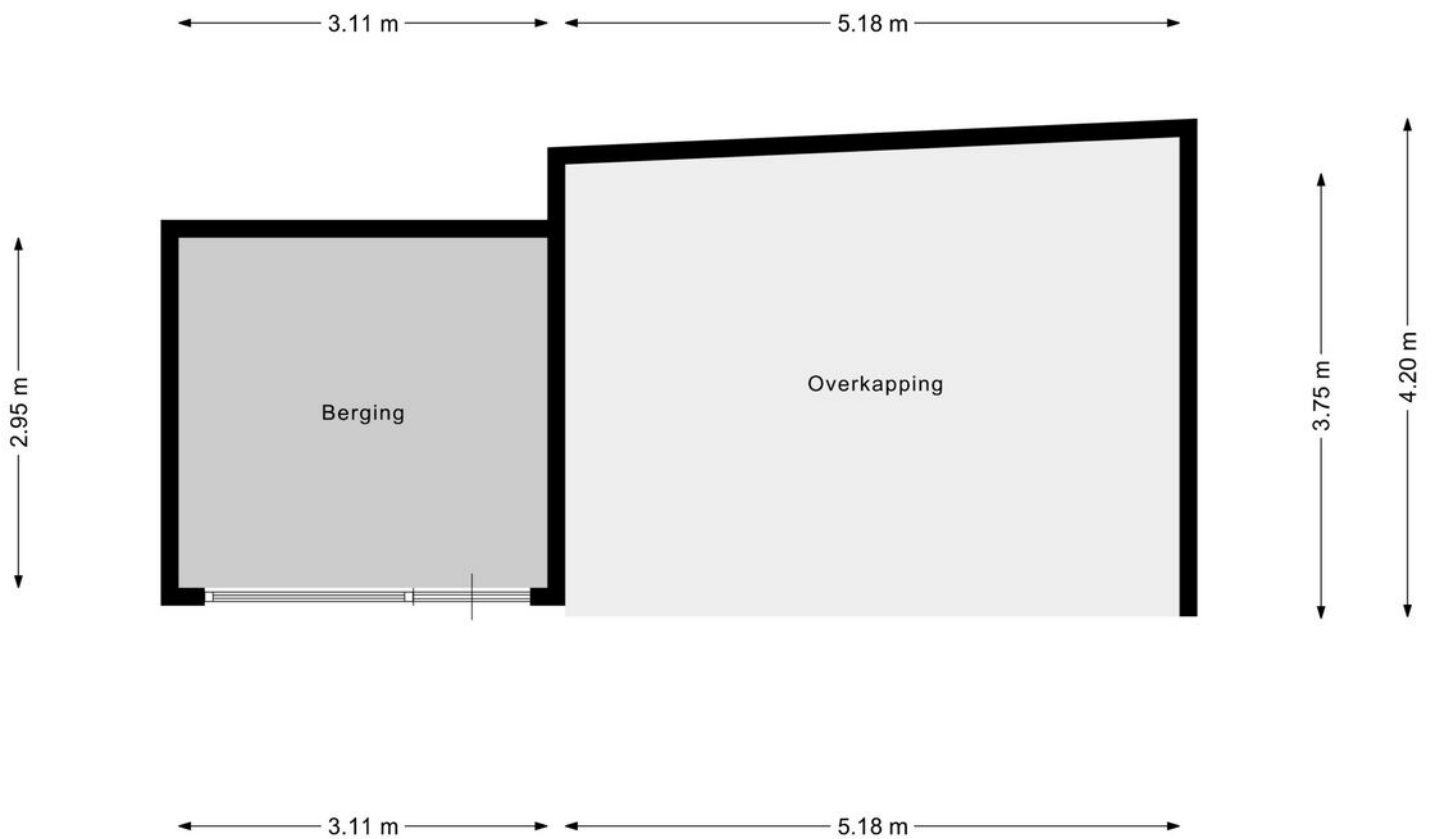 3.11 m
5.18 m
2.95 m
Berging
Overkapping
3.75 m
4.20 m
3.11 m
5.18 m